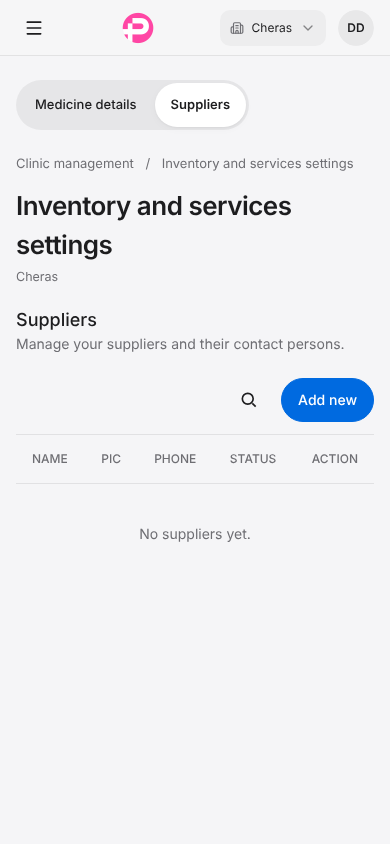 Cheras
DD
Medicine details
Suppliers
Clinic management / Inventory and services settings
Inventory and services
settings
Cheras
Suppliers
Manage your suppliers and their contact persons.
Add new
NAME PIC PHONE STATUS ACTION
No suppliers yet.